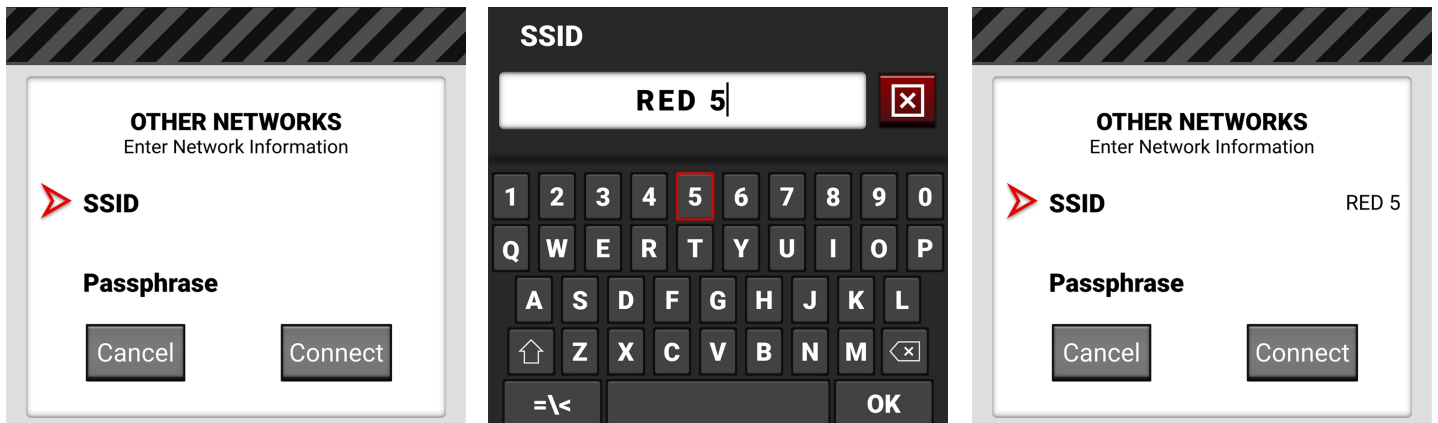 OTHER NETWORKS
Enter Network Information
SSID
Passphrase
Cancel Connect
SSID
RED 5
1 2 3 4 5 6 7 8 9 0
Q W E R T Y U I O P
A S D F G H J K L
Z X C V B N M
=\< OK
OTHER NETWORKS
Enter Network Information
SSID RED 5
Passphrase
Cancel Connect